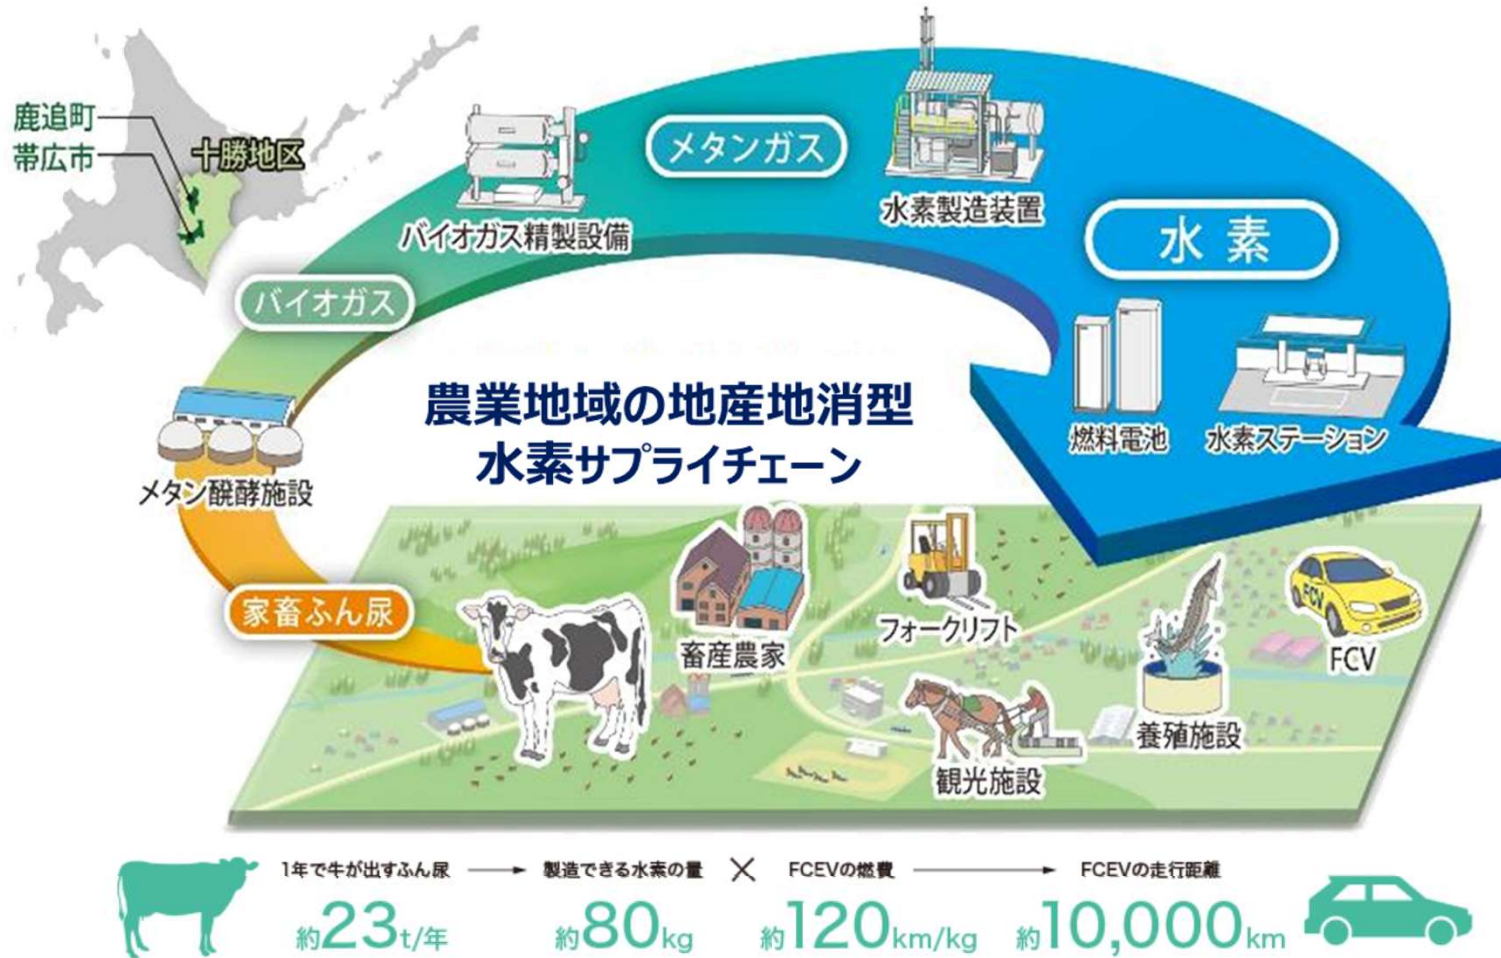 鹿追町
帯広市
十勝地区
バイオガス精製設備
メタンガス
水素製造装置
水素
バイオガス
燃料電池
水素ステーション
農業地域の地産地消型
水素サプライチェーン
メタン醗酵施設
家畜ふん尿
畜産農家
フォークリフト
FCV
FCV
養殖施設
観光施設
1年で牛が出すふん尿 → 製造できる水素の量 × FCEVの燃費 → FCEVの走行距離
約23t/年 約80kg 約120km/kg 約10,000km